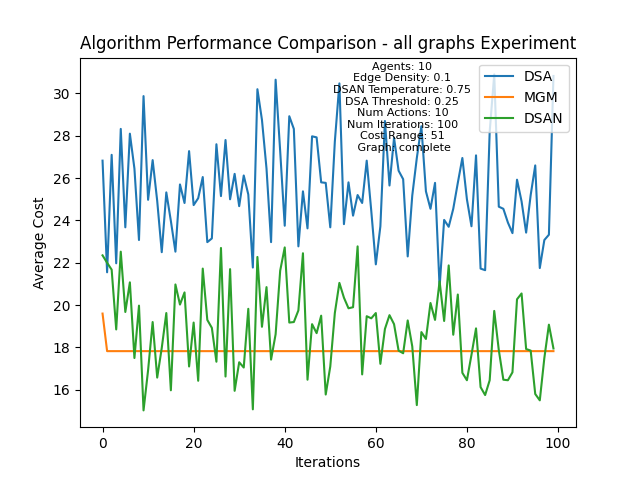 Algorithm Performance Comparison - all graphs Experiment
Agents: 10
Edge Density: 0.1
DSAN Temperature: 0.75
DSA Threshold: 0.25
Num Actions: 10
Num Iterations: 100
Cost Range: 51
Graph: complete
DSA
MGM
DSAN
Average Cost
30
28
26
24
22
20
18
16
0
20
40
60
80
100
Iterations